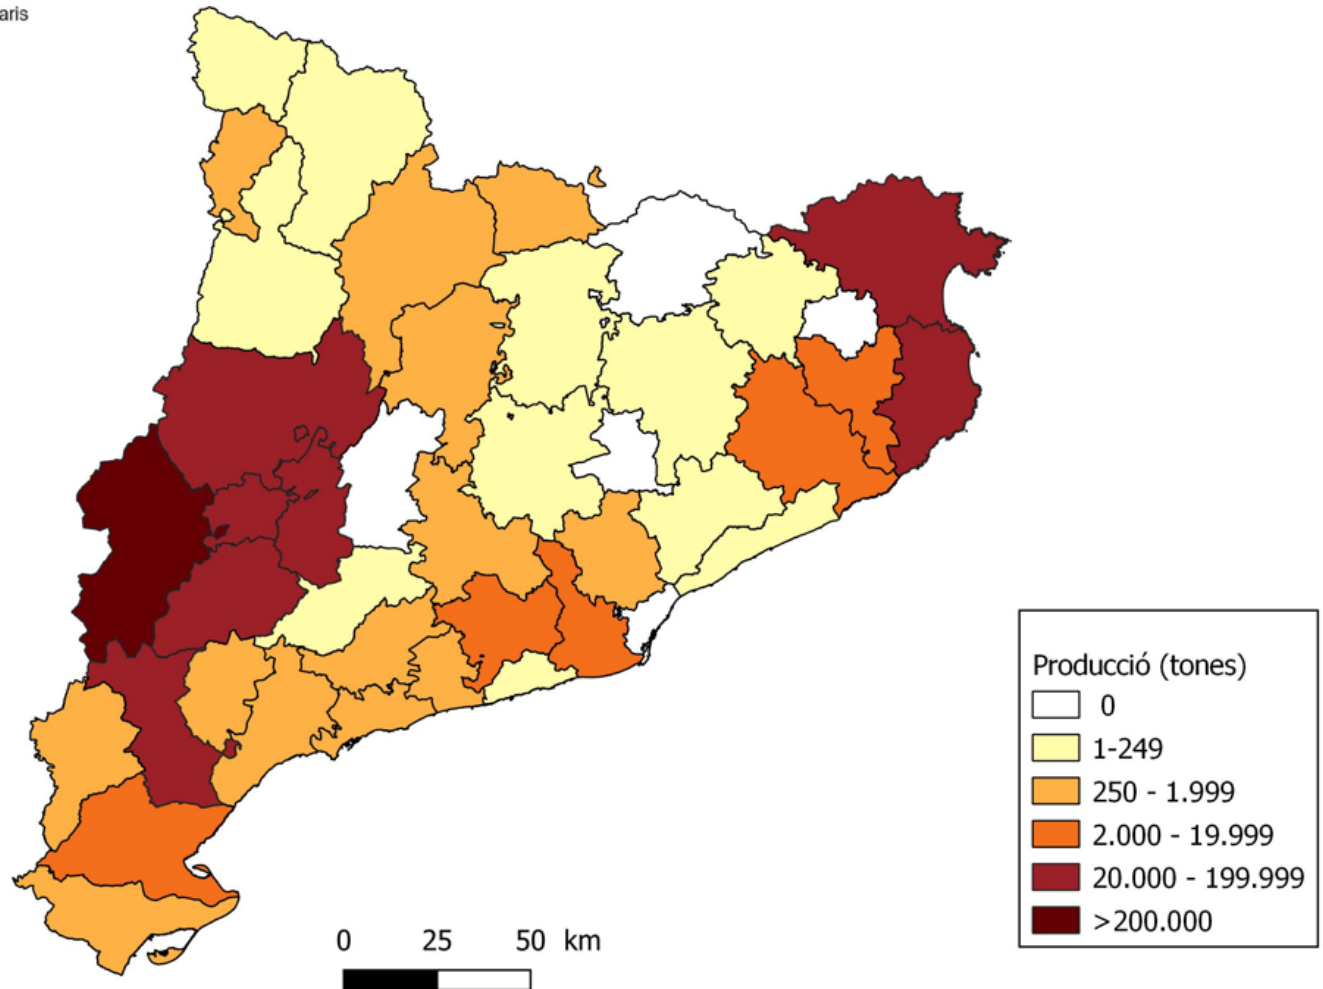 aris
Producció (tones)
0
1-249
250 - 1.999
2.000 - 19.999
20.000 - 199.999
>200.000
0 25 50 km